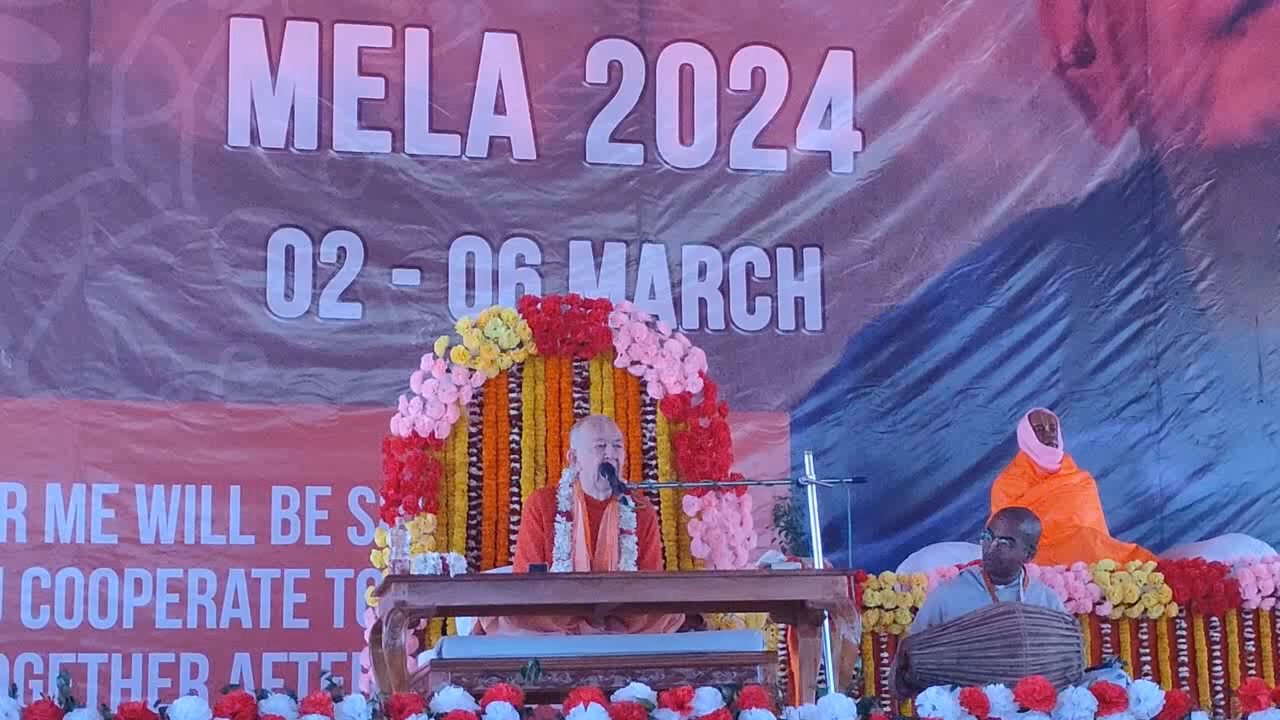 MELA 2024
02 - 06 MARCH
R ME WILL BE S
COOPERATE TO
OGETHER AFTE